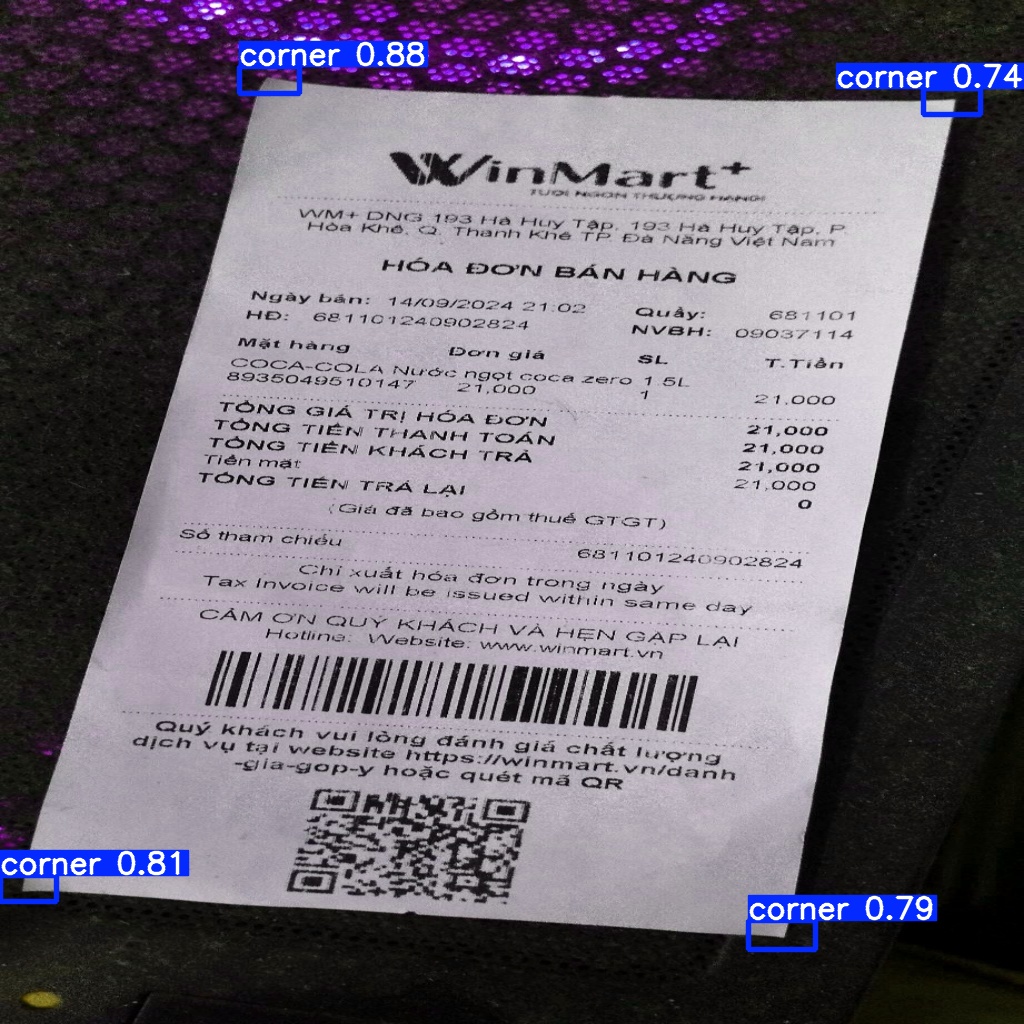 corner 0.88
corner 0.74
WinMart+
TƯƠI NGON THƯỢNG HẠNG!
WM+ DNG 193 Hà Huy Tập, 193 Hà Huy Tập, P.
Hòa Khê, Q. Thanh Khê TP. Đà Nẵng Việt Nam
HÓA ĐƠN BÁN HÀNG
Ngày bán: 14/09/2024 21:02 Quầy: 681101
HĐ: 681101240902824 NVBH: 09037114
Mặt hàng Đơn giá SL T.Tiền
COCA-COLA Nước ngọt coca zero 1.5L
8935049510147 21,000 1 21,000
TỔNG GIÁ TRỊ HÓA ĐƠN 21,000
TỔNG TIỀN THANH TOÁN 21,000
TỔNG TIỀN KHÁCH TRẢ 21,000
Tiền mặt 21,000
TỔNG TIỀN TRẢ LẠI 0
(Giá đã bao gồm thuế GTGT)
Số tham chiếu 681101240902824
Chỉ xuất hóa đơn trong ngày
Tax Invoice will be issued within same day
CẢM ƠN QUÝ KHÁCH VÀ HẸN GẶP LẠI
Hotline: Website: www.winmart.vn
Quý khách vui lòng đánh giá chất lượng
dịch vụ tại website https://winmart.vn/danh
-gia-gop-y hoặc quét mã QR
corner 0.81
corner 0.79